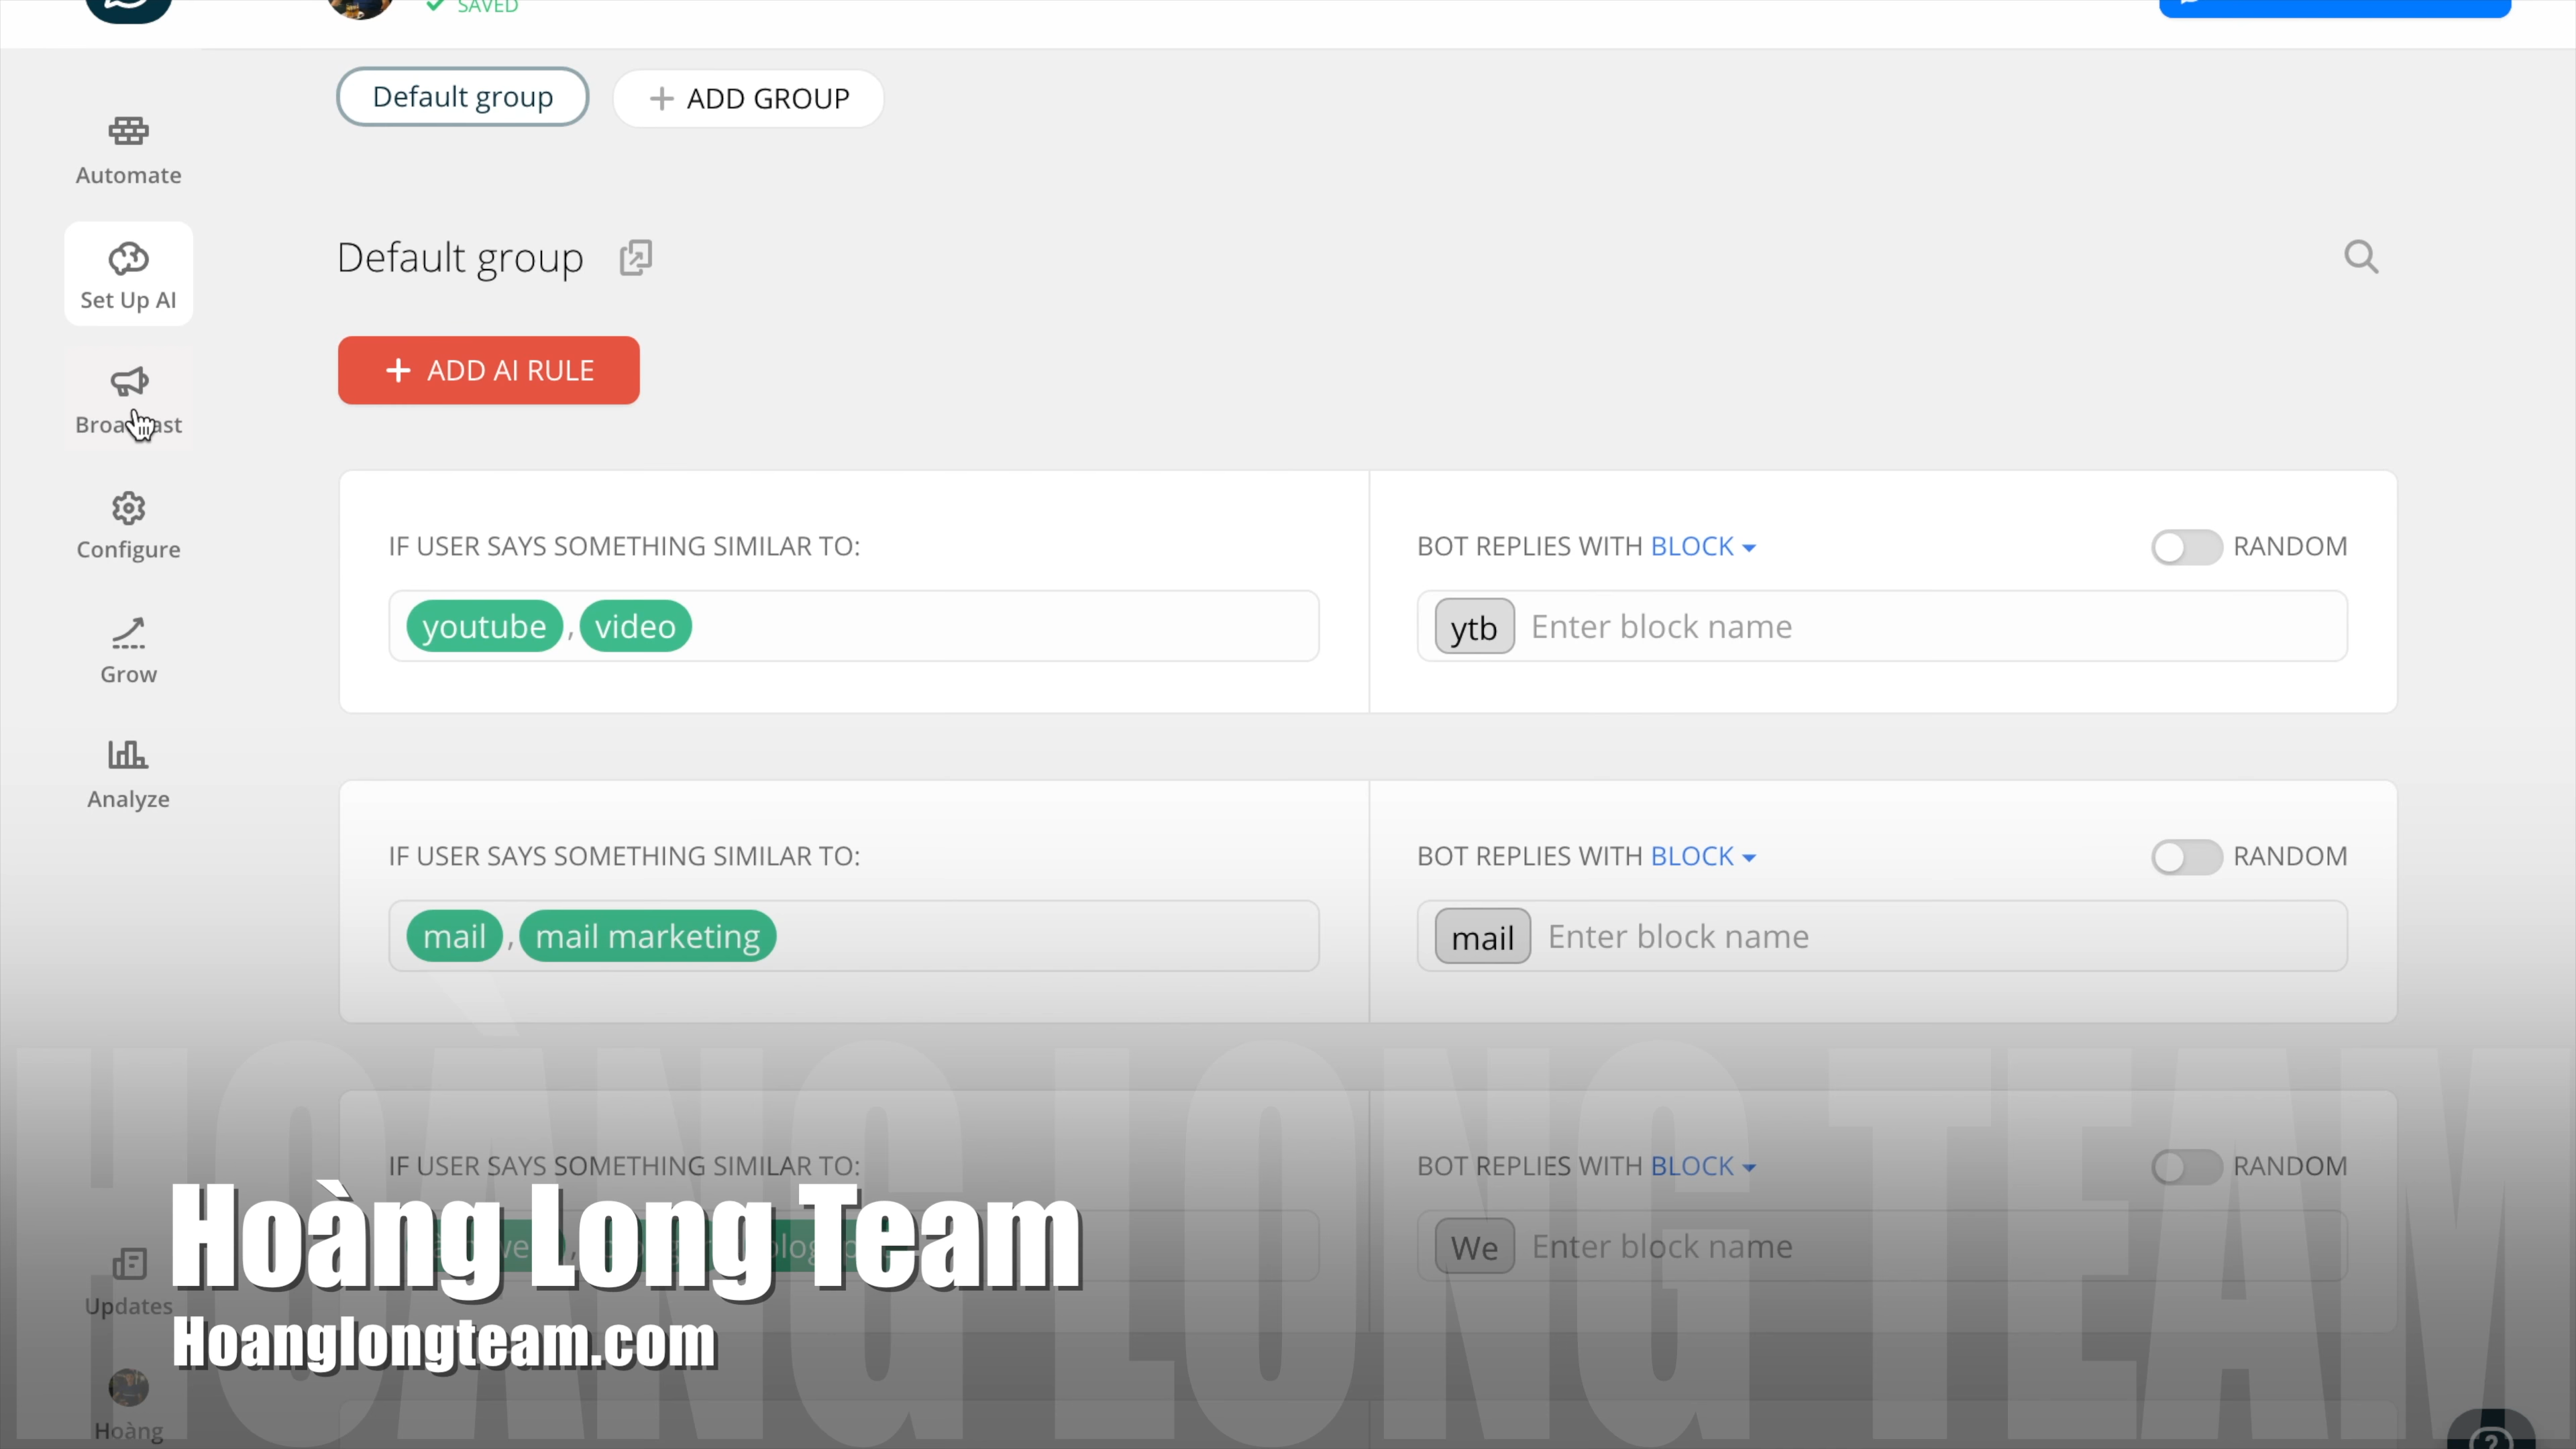 SAVED
Default group
ADD GROUP
Automate
Set Up AI
Broadcast
Configure
Grow
Analyze
Default group
ADD AI RULE
IF USER SAYS SOMETHING SIMILAR TO:
BOT REPLIES WITH BLOCK
RANDOM
youtube , video
ytb Enter block name
IF USER SAYS SOMETHING SIMILAR TO:
BOT REPLIES WITH BLOCK
RANDOM
mail , mail marketing
mail Enter block name
HOÀNG LONG TEAM
IF USER SAYS SOMETHING SIMILAR TO:
BOT REPLIES WITH BLOCK
RANDOM
We Enter block name
Hoàng Long Team
Hoanglongteam.com
Updates
Hoàng